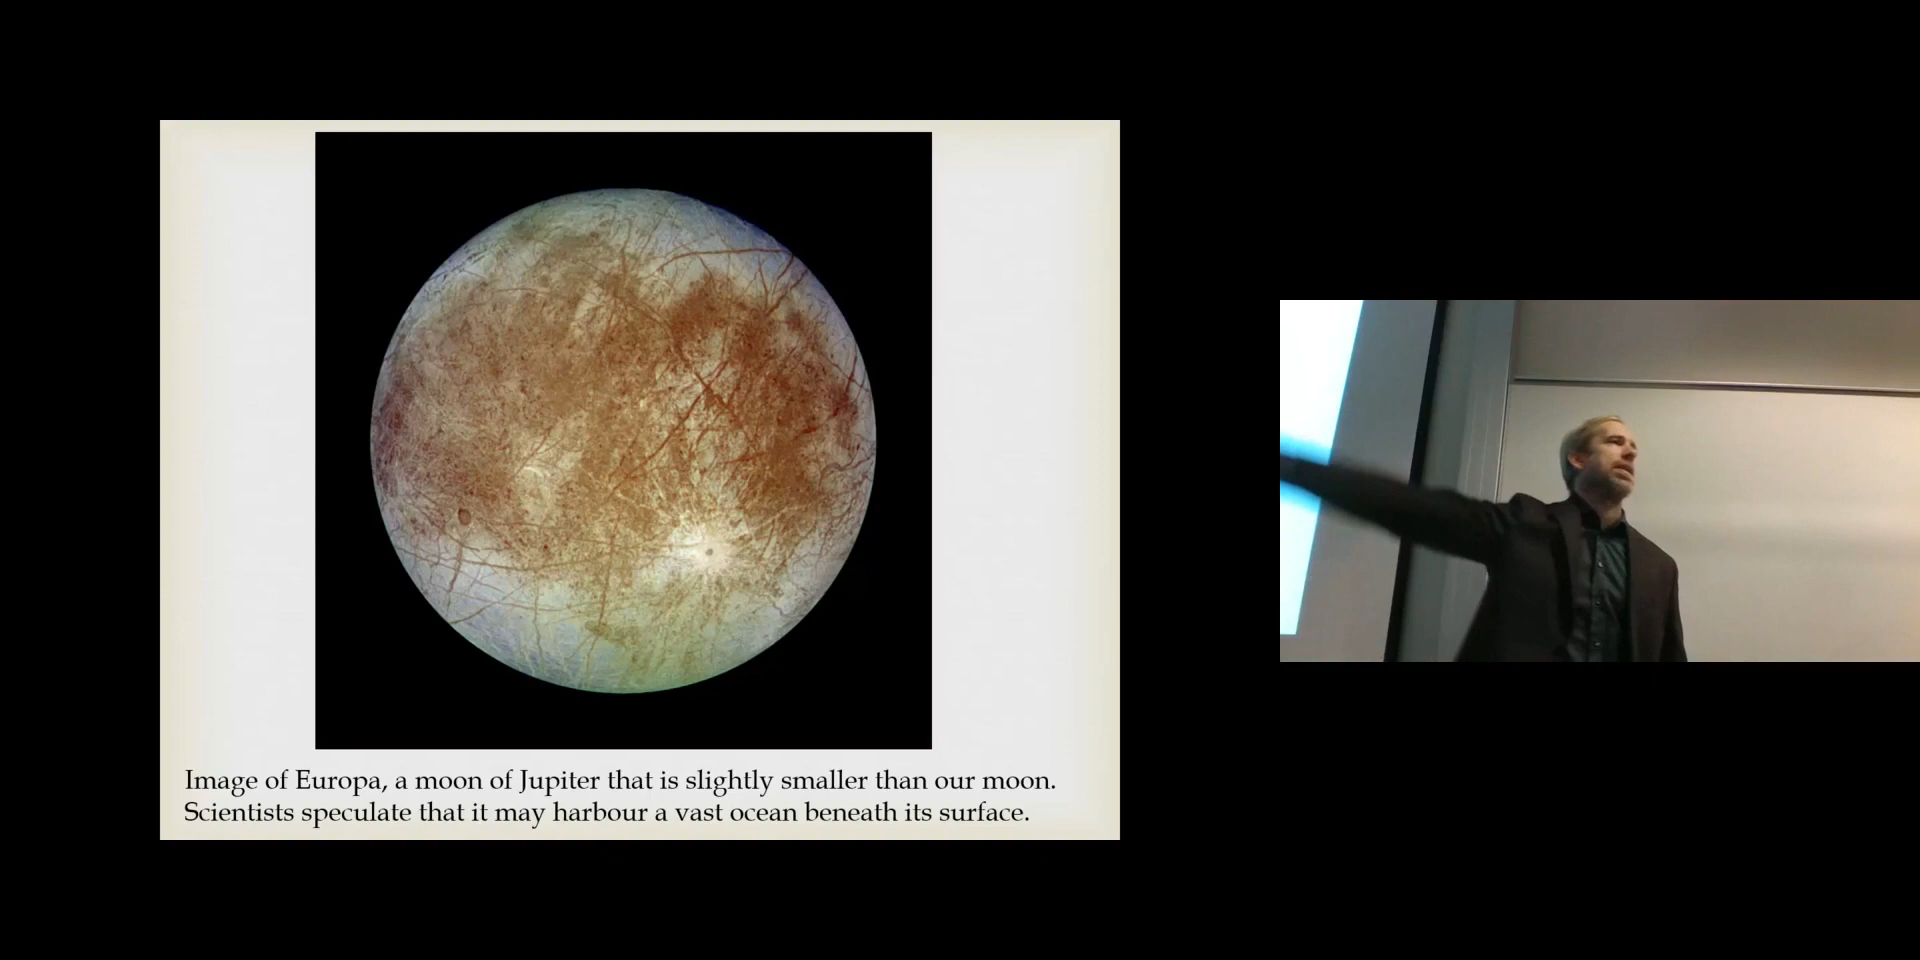 Image of Europa, a moon of Jupiter that is slightly smaller than our moon.
Scientists speculate that it may harbour a vast ocean beneath its surface.